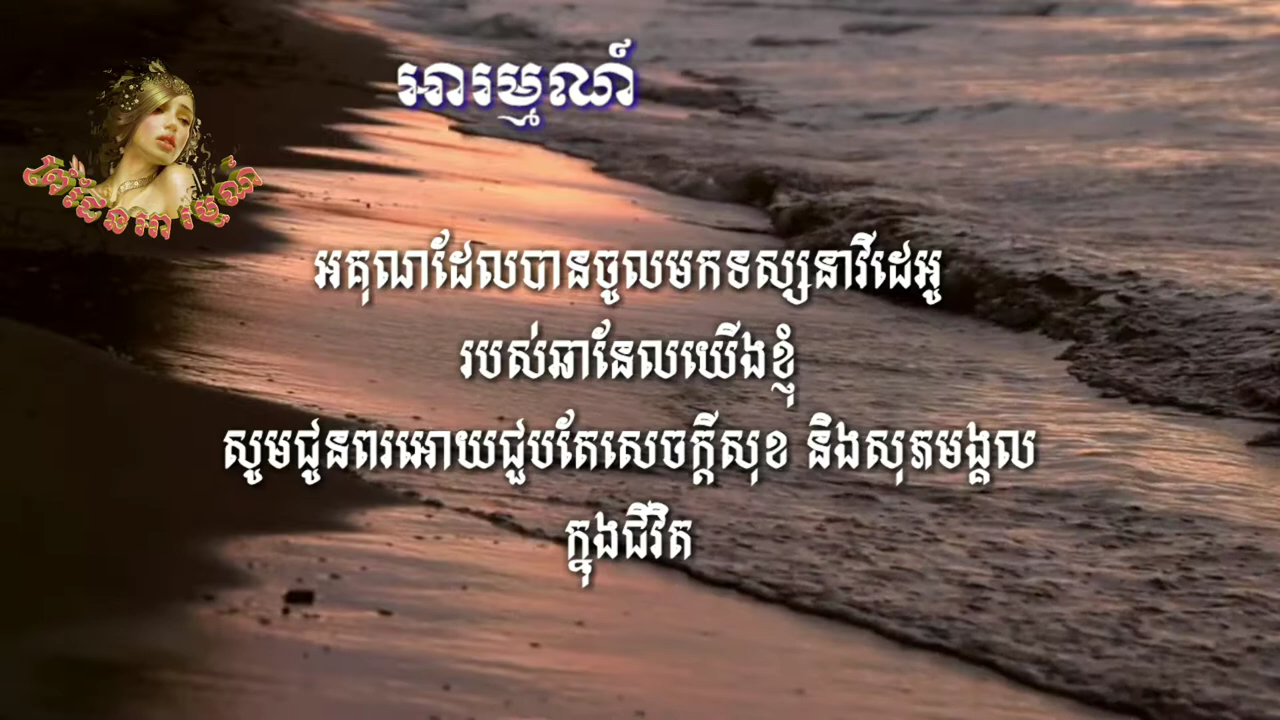 អារម្មណ៍
អគុណដែលបានចូលមកទស្សនាវីដេអូ
របស់ឆានែលយើងខ្ញុំ
សូមជូនពរអោយជួបតែសេចក្តីសុខ និងសុភមង្គល
ក្នុងជីវិត